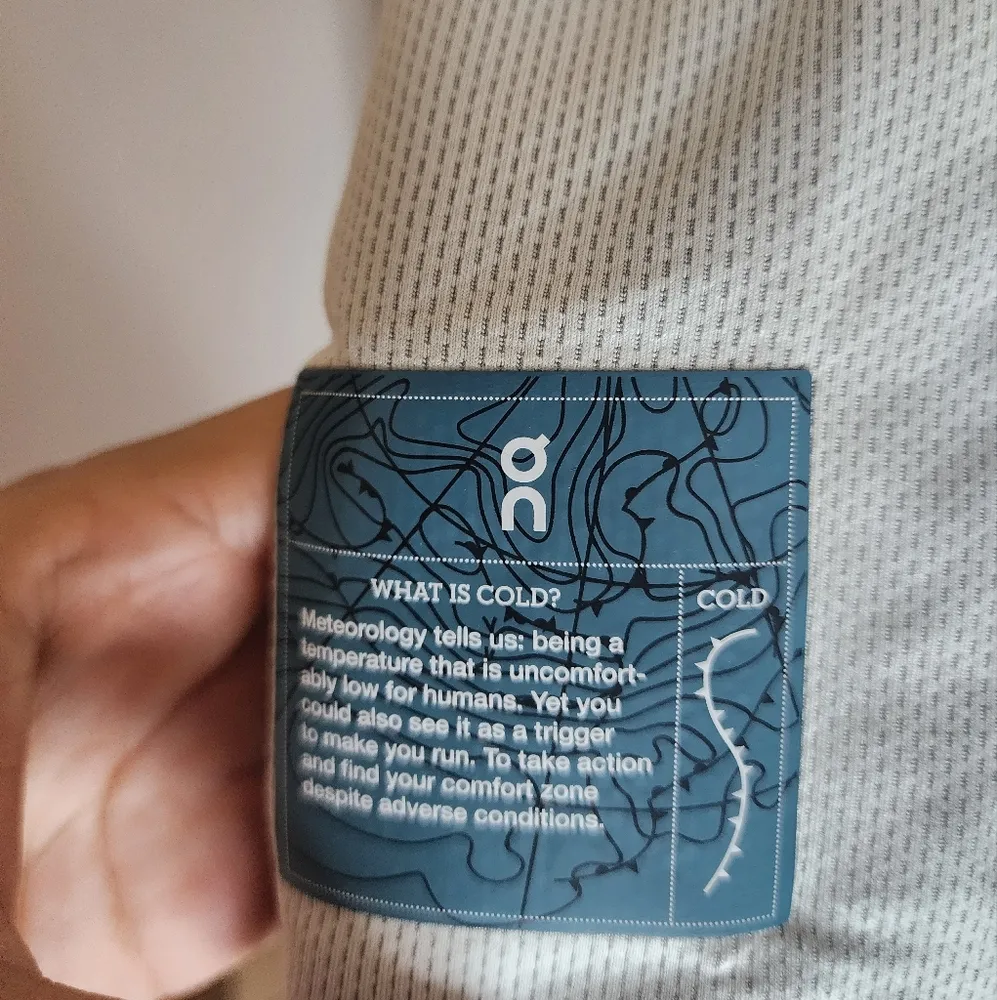 On
WHAT IS COLD?
Meteorology tells us: being a
temperature that is uncomfort-
ably low for humans. Yet you
could also see it as a trigger
to make you run. To take action
and find your comfort zone
despite adverse conditions.
COLD